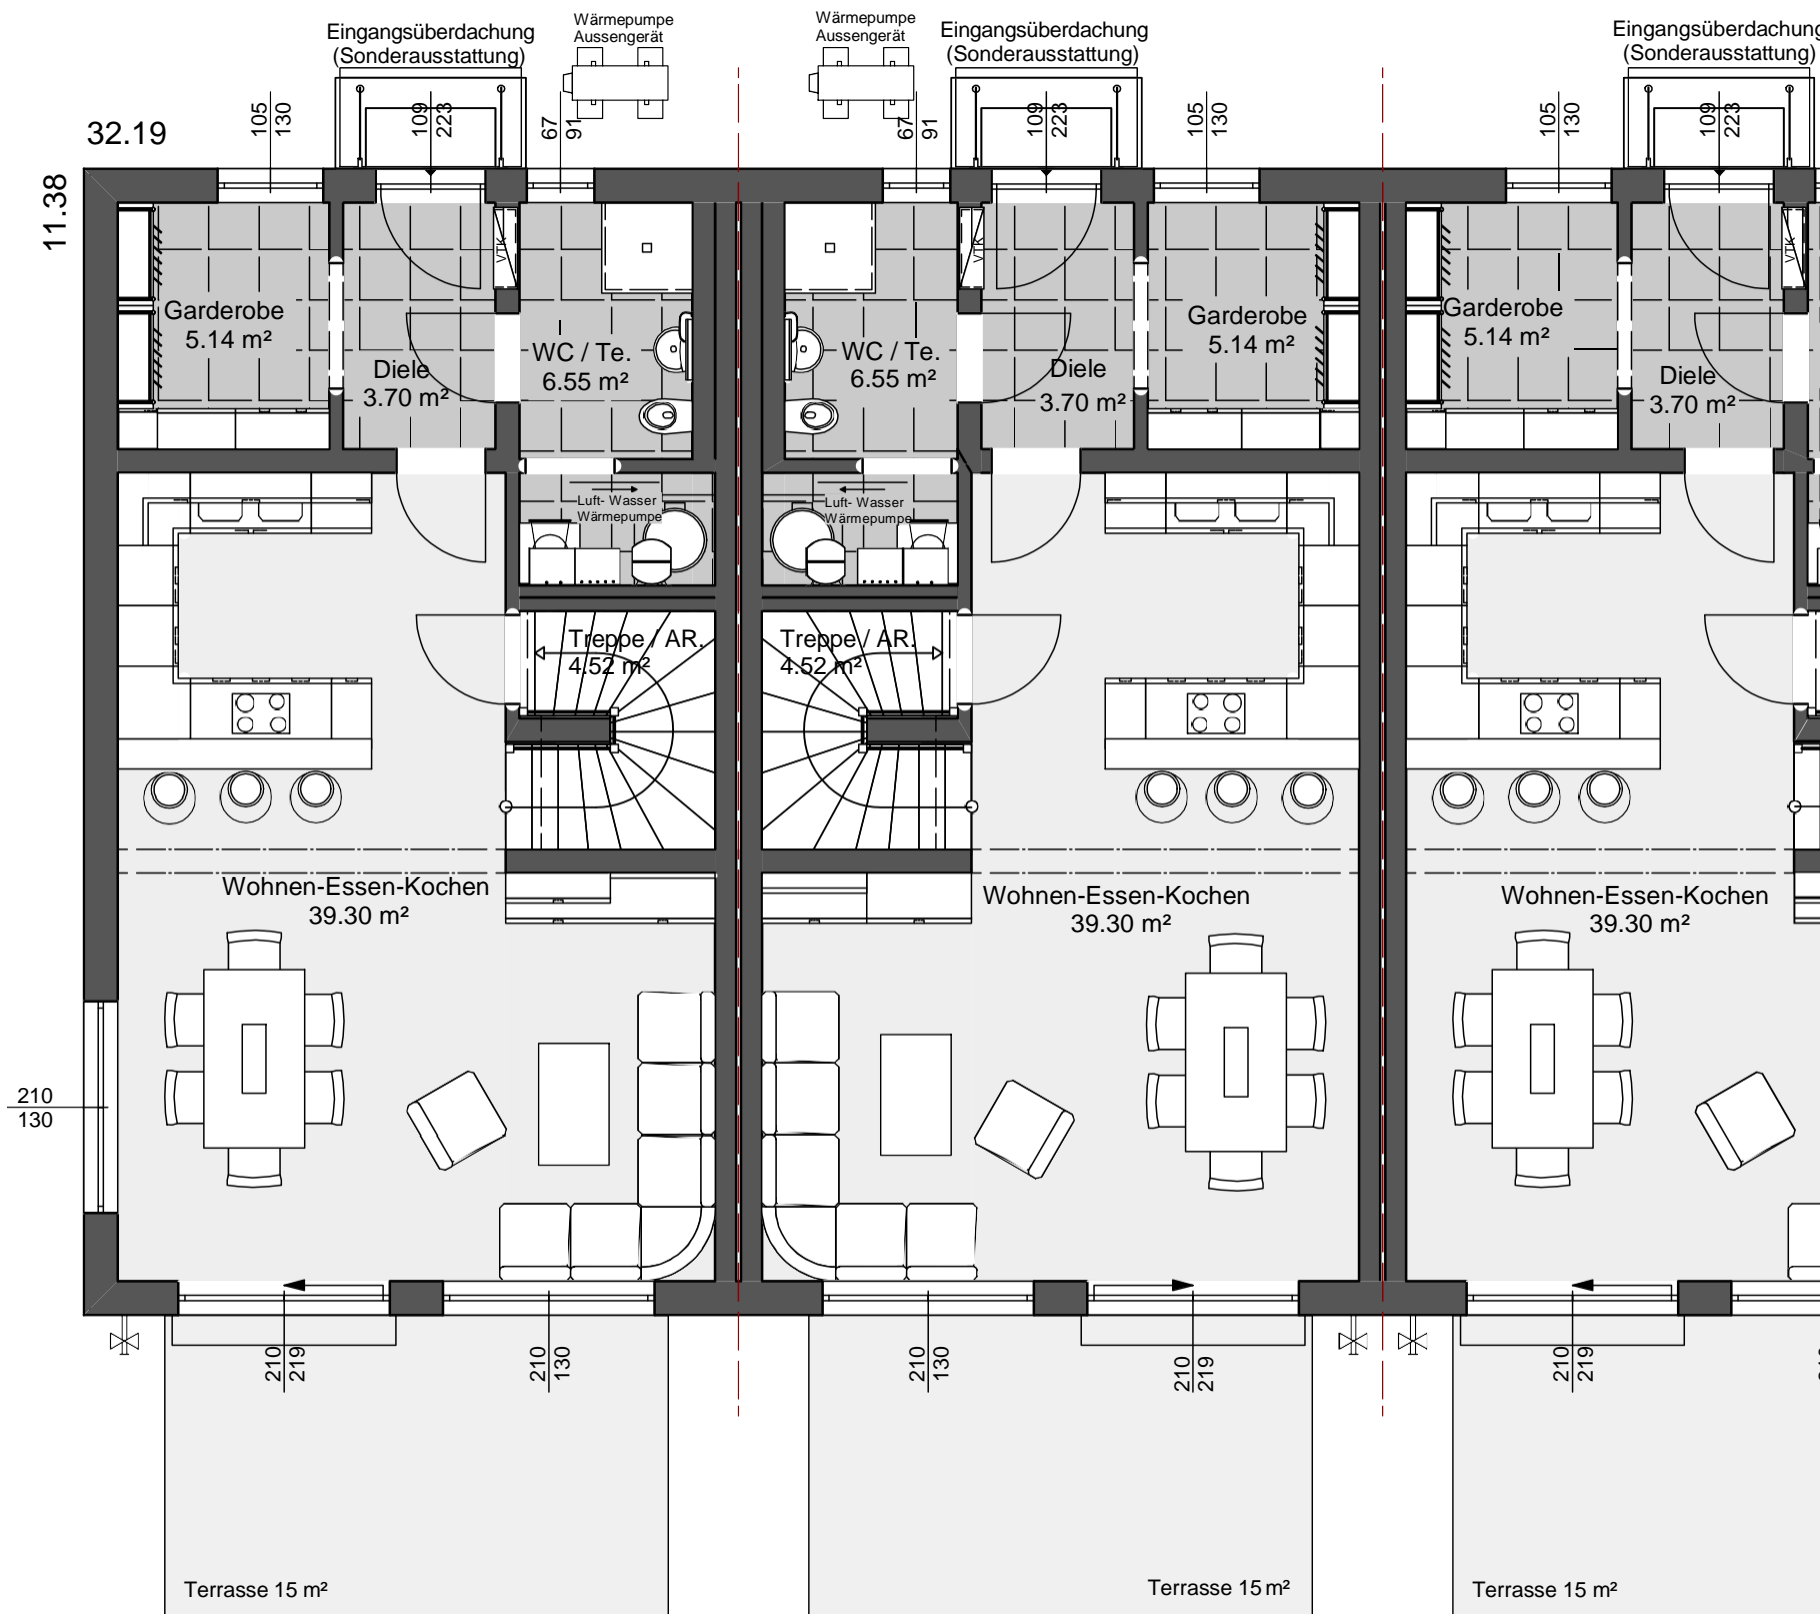 Eingangsüberdachung
(Sonderausstattung)
Wärmepumpe
Aussengerät
Wärmepumpe
Aussengerät
Eingangsüberdachung
(Sonderausstattung)
Eingangsüberdachung
(Sonderausstattung)
32.19
11.38
105
130
109
223
67
91
67
91
109
223
105
130
105
130
109
223
VTK
VTK
VTK
Garderobe
5.14 m²
Diele
3.70 m²
WC / Te.
6.55 m²
WC / Te.
6.55 m²
Diele
3.70 m²
Garderobe
5.14 m²
Garderobe
5.14 m²
Diele
3.70 m²
Luft- Wasser
Wärmepumpe
Luft- Wasser
Wärmepumpe
Treppe / AR.
4.52 m²
Treppe / AR.
4.52 m²
Wohnen-Essen-Kochen
39.30 m²
Wohnen-Essen-Kochen
39.30 m²
Wohnen-Essen-Kochen
39.30 m²
210
130
210
219
210
130
210
130
210
219
210
219
Terrasse 15 m²
Terrasse 15 m²
Terrasse 15 m²